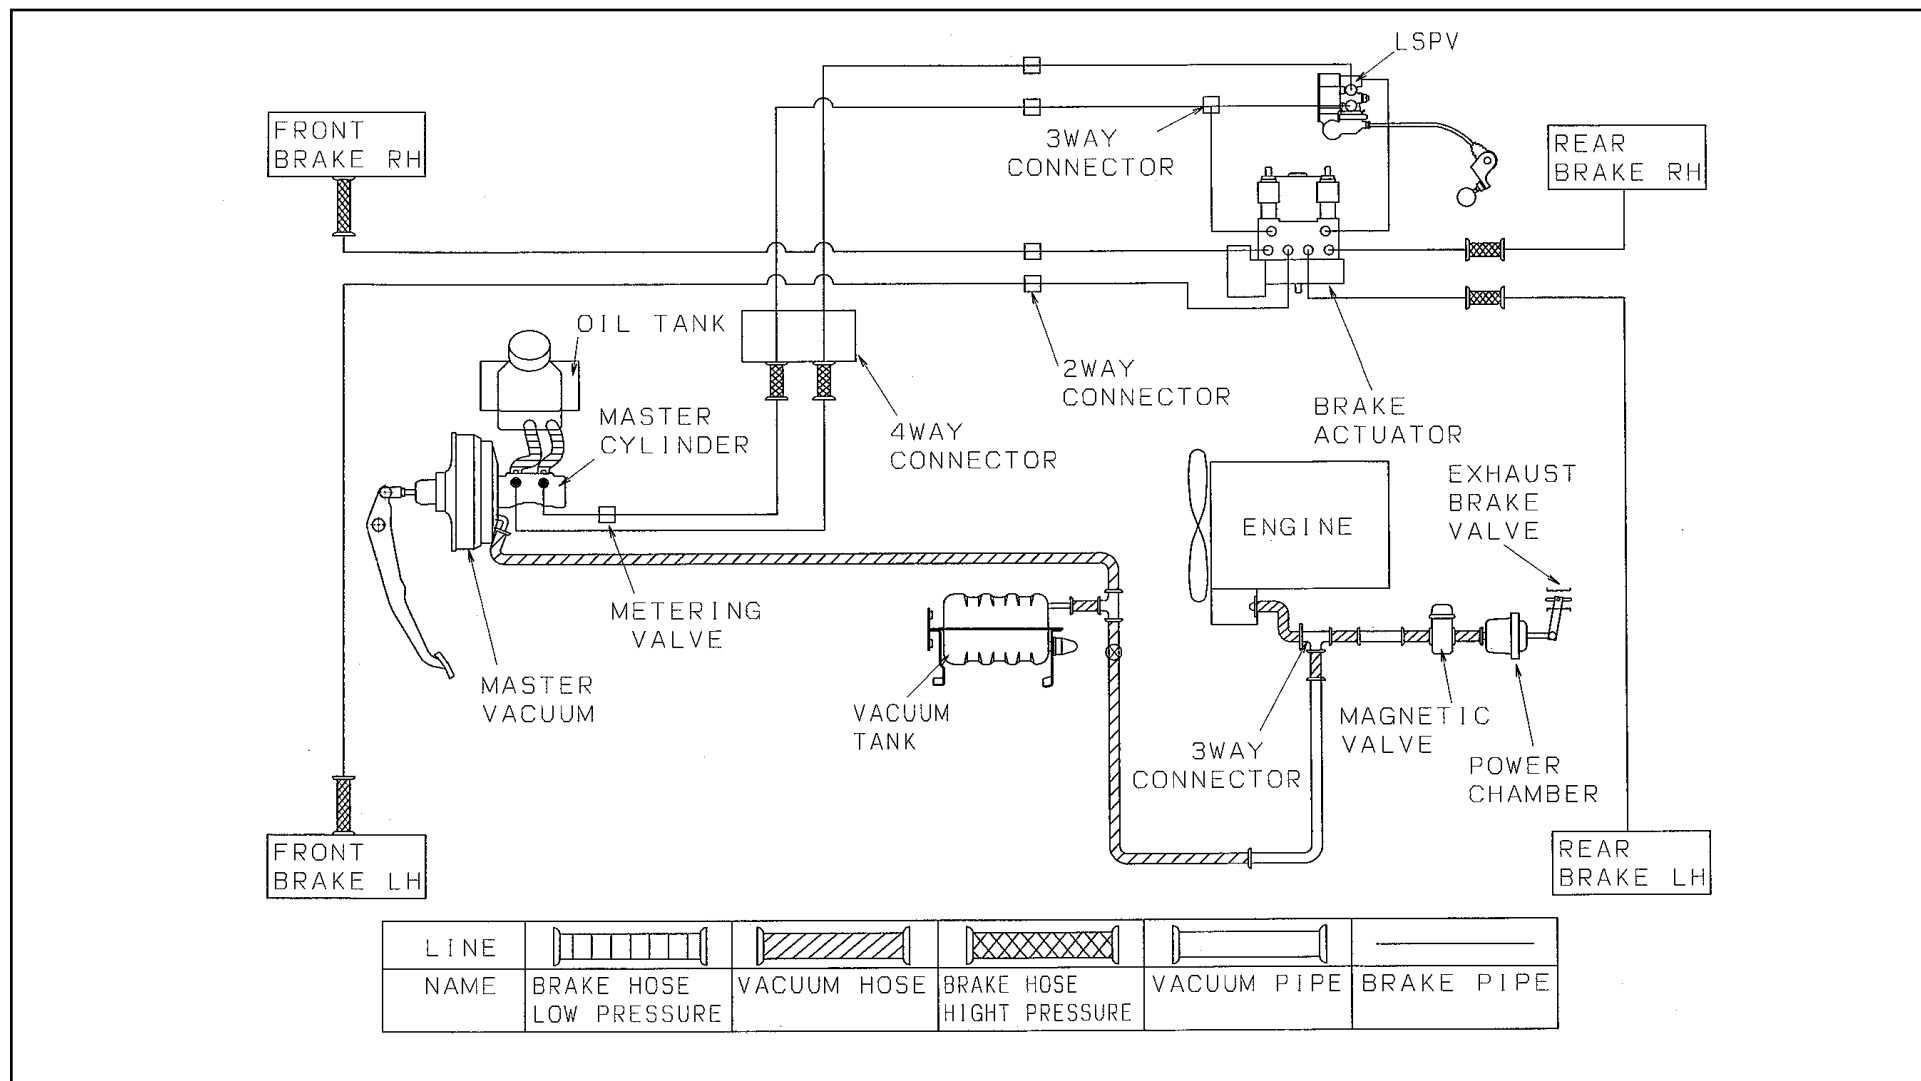 LSPV
FRONT
BRAKE RH
3WAY
CONNECTOR
REAR
BRAKE RH
OIL TANK
2WAY
CONNECTOR
BRAKE
ACTUATOR
MASTER
CYLINDER
4WAY
CONNECTOR
EXHAUST
BRAKE
VALVE
ENGINE
METERING
VALVE
MASTER
VACUUM
VACUUM
TANK
3WAY
CONNECTOR
MAGNETIC
VALVE
POWER
CHAMBER
FRONT
BRAKE LH
REAR
BRAKE LH
LINE
NAME
BRAKE HOSE
LOW PRESSURE
VACUUM HOSE
BRAKE HOSE
HIGHT PRESSURE
VACUUM PIPE
BRAKE PIPE